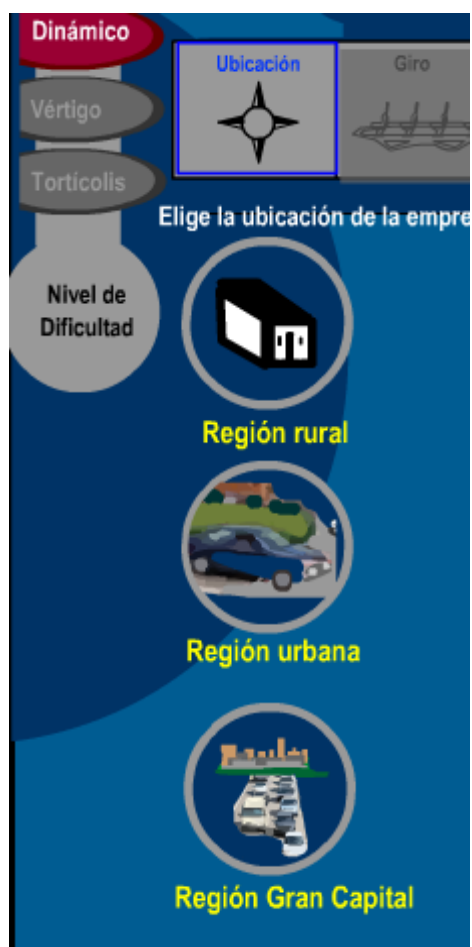 Dinámico
Vértigo
Tortícolis
Nivel de
Dificultad
Ubicación
Giro
Elige la ubicación de la empre
Región rural
Región urbana
Región Gran Capital